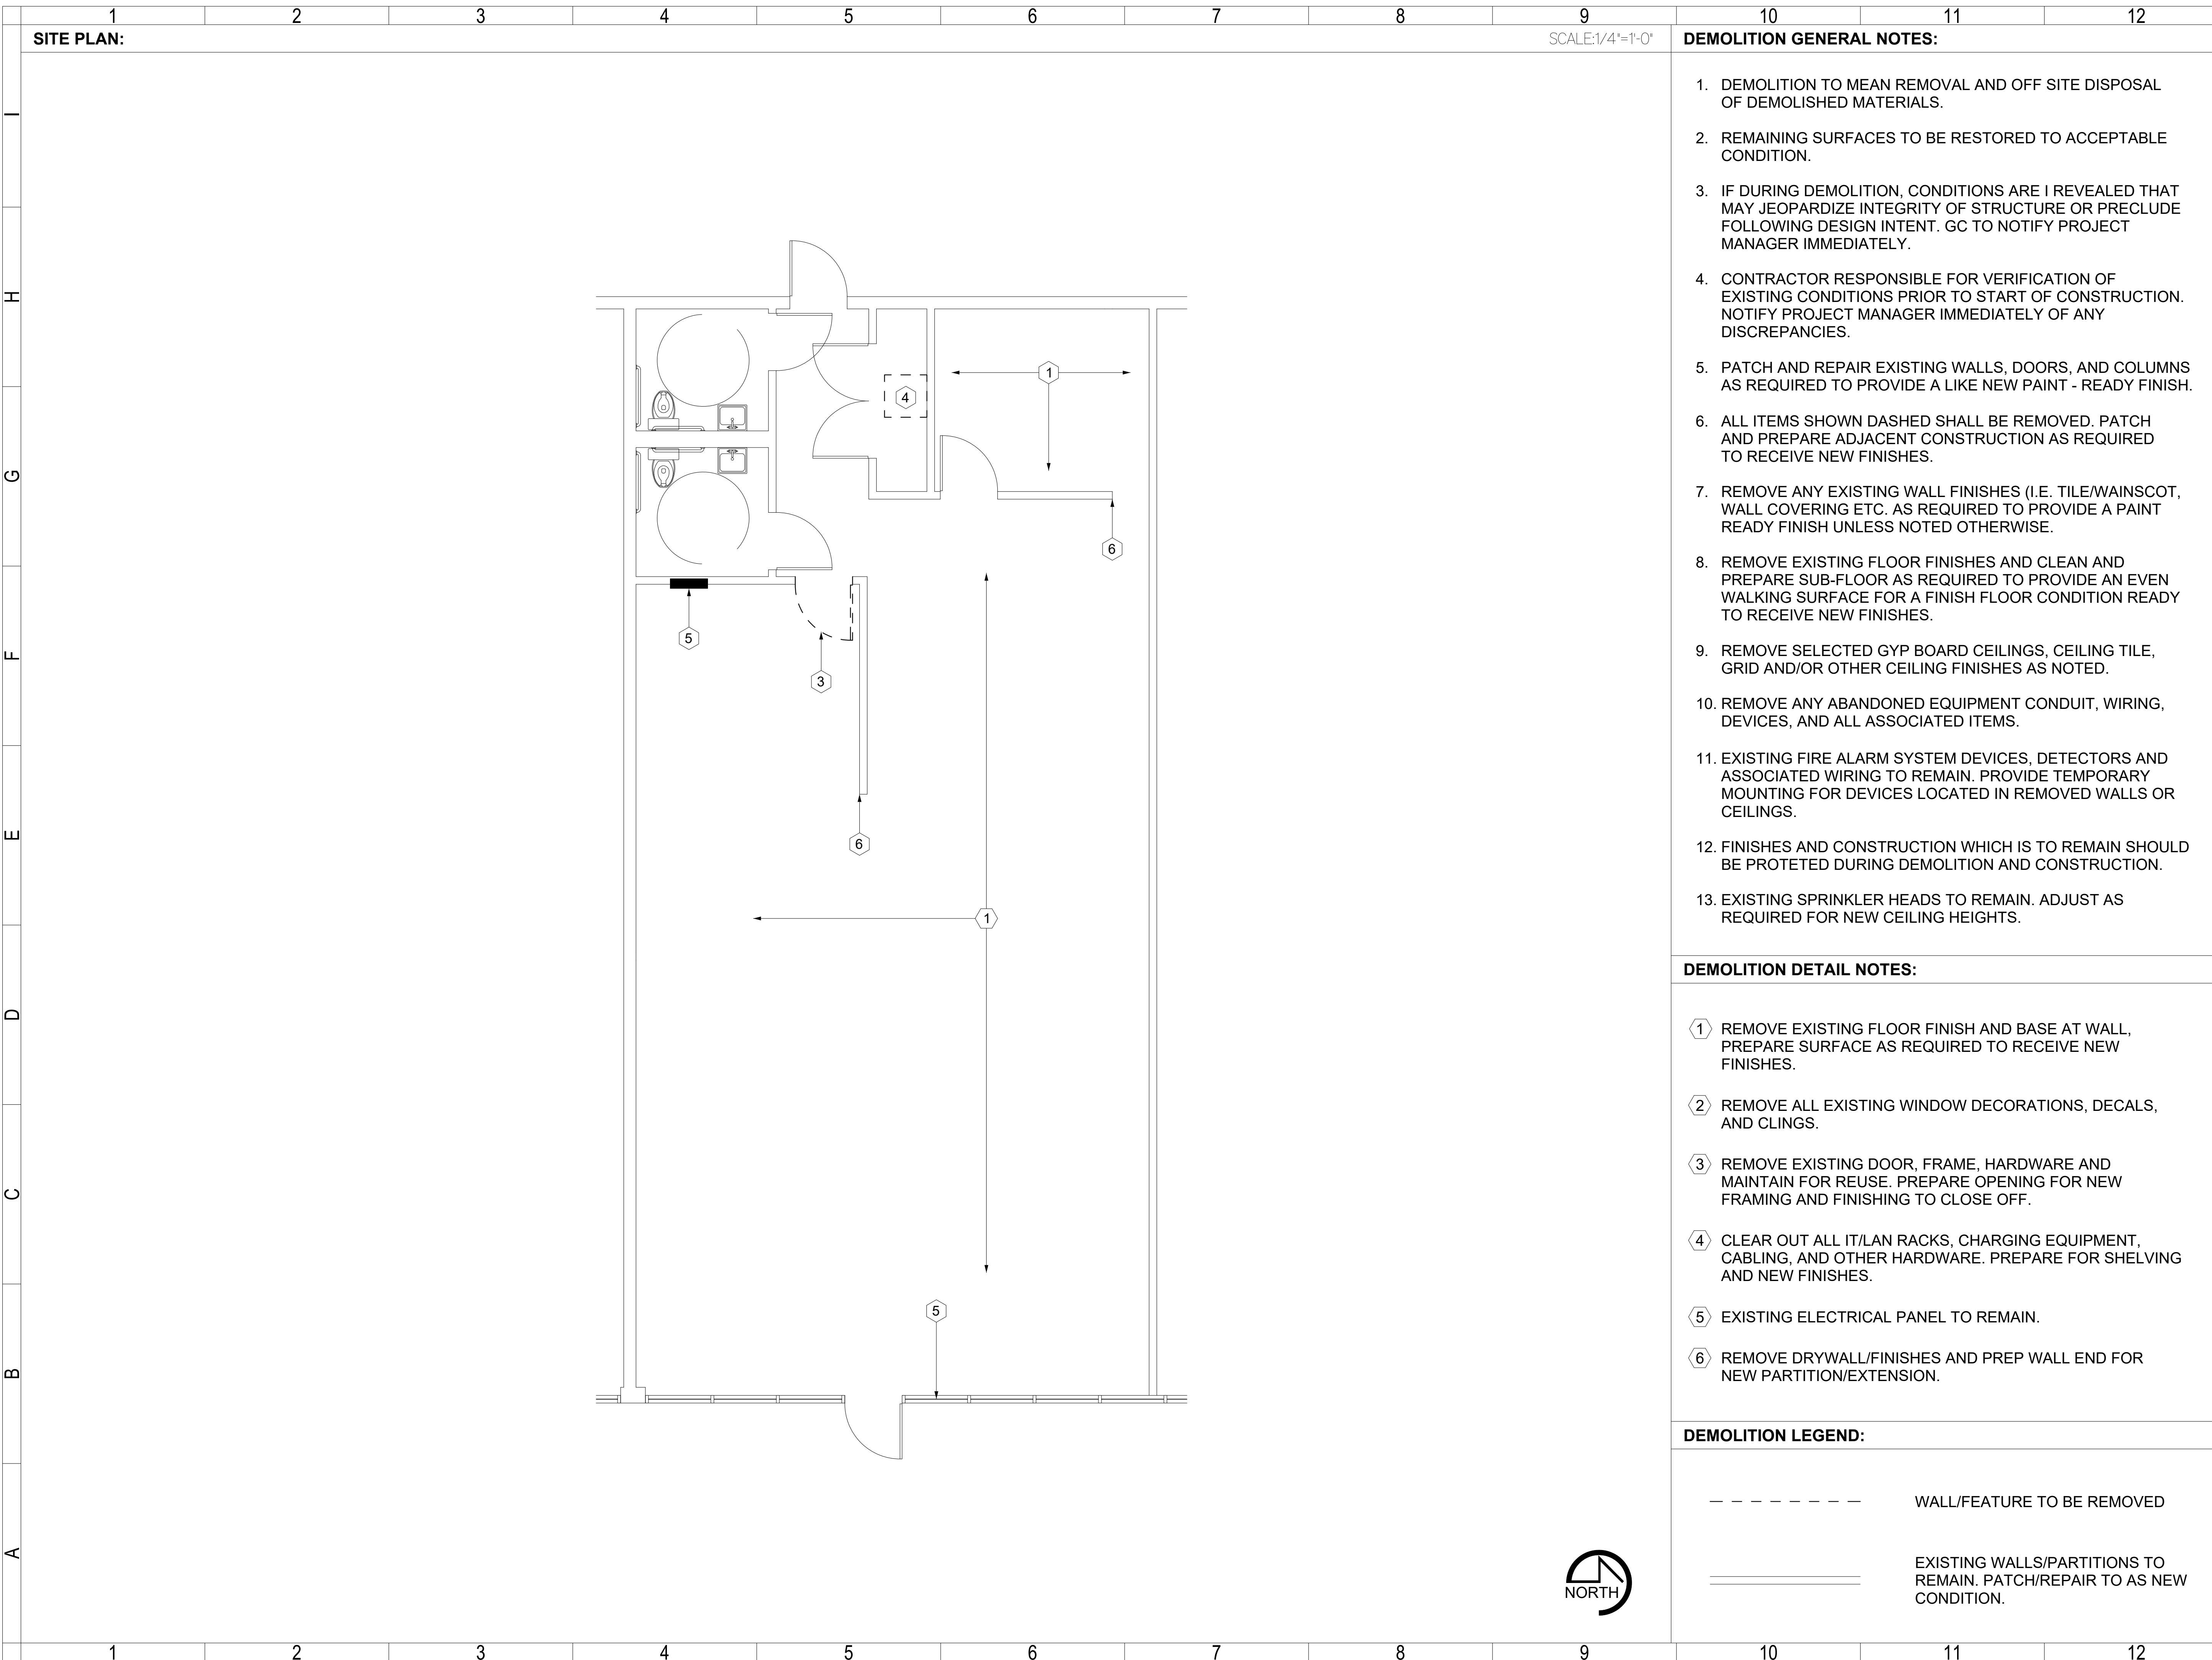 1 2 3 4 5 6 7 8 9 10 11 12
SITE PLAN:
SCALE:1/4"=1'-0"
I
H
G
F
E
D
C
B
A
1
4
6
5
3
6
1
5
NORTH
DEMOLITION GENERAL NOTES:
1. DEMOLITION TO MEAN REMOVAL AND OFF SITE DISPOSAL
OF DEMOLISHED MATERIALS.
2. REMAINING SURFACES TO BE RESTORED TO ACCEPTABLE
CONDITION.
3. IF DURING DEMOLITION, CONDITIONS ARE I REVEALED THAT
MAY JEOPARDIZE INTEGRITY OF STRUCTURE OR PRECLUDE
FOLLOWING DESIGN INTENT. GC TO NOTIFY PROJECT
MANAGER IMMEDIATELY.
4. CONTRACTOR RESPONSIBLE FOR VERIFICATION OF
EXISTING CONDITIONS PRIOR TO START OF CONSTRUCTION.
NOTIFY PROJECT MANAGER IMMEDIATELY OF ANY
DISCREPANCIES.
5. PATCH AND REPAIR EXISTING WALLS, DOORS, AND COLUMNS
AS REQUIRED TO PROVIDE A LIKE NEW PAINT - READY FINISH.
6. ALL ITEMS SHOWN DASHED SHALL BE REMOVED. PATCH
AND PREPARE ADJACENT CONSTRUCTION AS REQUIRED
TO RECEIVE NEW FINISHES.
7. REMOVE ANY EXISTING WALL FINISHES (I.E. TILE/WAINSCOT,
WALL COVERING ETC. AS REQUIRED TO PROVIDE A PAINT
READY FINISH UNLESS NOTED OTHERWISE.
8. REMOVE EXISTING FLOOR FINISHES AND CLEAN AND
PREPARE SUB-FLOOR AS REQUIRED TO PROVIDE AN EVEN
WALKING SURFACE FOR A FINISH FLOOR CONDITION READY
TO RECEIVE NEW FINISHES.
9. REMOVE SELECTED GYP BOARD CEILINGS, CEILING TILE,
GRID AND/OR OTHER CEILING FINISHES AS NOTED.
10. REMOVE ANY ABANDONED EQUIPMENT CONDUIT, WIRING,
DEVICES, AND ALL ASSOCIATED ITEMS.
11. EXISTING FIRE ALARM SYSTEM DEVICES, DETECTORS AND
ASSOCIATED WIRING TO REMAIN. PROVIDE TEMPORARY
MOUNTING FOR DEVICES LOCATED IN REMOVED WALLS OR
CEILINGS.
12. FINISHES AND CONSTRUCTION WHICH IS TO REMAIN SHOULD
BE PROTETED DURING DEMOLITION AND CONSTRUCTION.
13. EXISTING SPRINKLER HEADS TO REMAIN. ADJUST AS
REQUIRED FOR NEW CEILING HEIGHTS.
DEMOLITION DETAIL NOTES:
1 REMOVE EXISTING FLOOR FINISH AND BASE AT WALL,
PREPARE SURFACE AS REQUIRED TO RECEIVE NEW
FINISHES.
2 REMOVE ALL EXISTING WINDOW DECORATIONS, DECALS,
AND CLINGS.
3 REMOVE EXISTING DOOR, FRAME, HARDWARE AND
MAINTAIN FOR REUSE. PREPARE OPENING FOR NEW
FRAMING AND FINISHING TO CLOSE OFF.
4 CLEAR OUT ALL IT/LAN RACKS, CHARGING EQUIPMENT,
CABLING, AND OTHER HARDWARE. PREPARE FOR SHELVING
AND NEW FINISHES.
5 EXISTING ELECTRICAL PANEL TO REMAIN.
6 REMOVE DRYWALL/FINISHES AND PREP WALL END FOR
NEW PARTITION/EXTENSION.
DEMOLITION LEGEND:
WALL/FEATURE TO BE REMOVED
EXISTING WALLS/PARTITIONS TO
REMAIN. PATCH/REPAIR TO AS NEW
CONDITION.
1 2 3 4 5 6 7 8 9 10 11 12